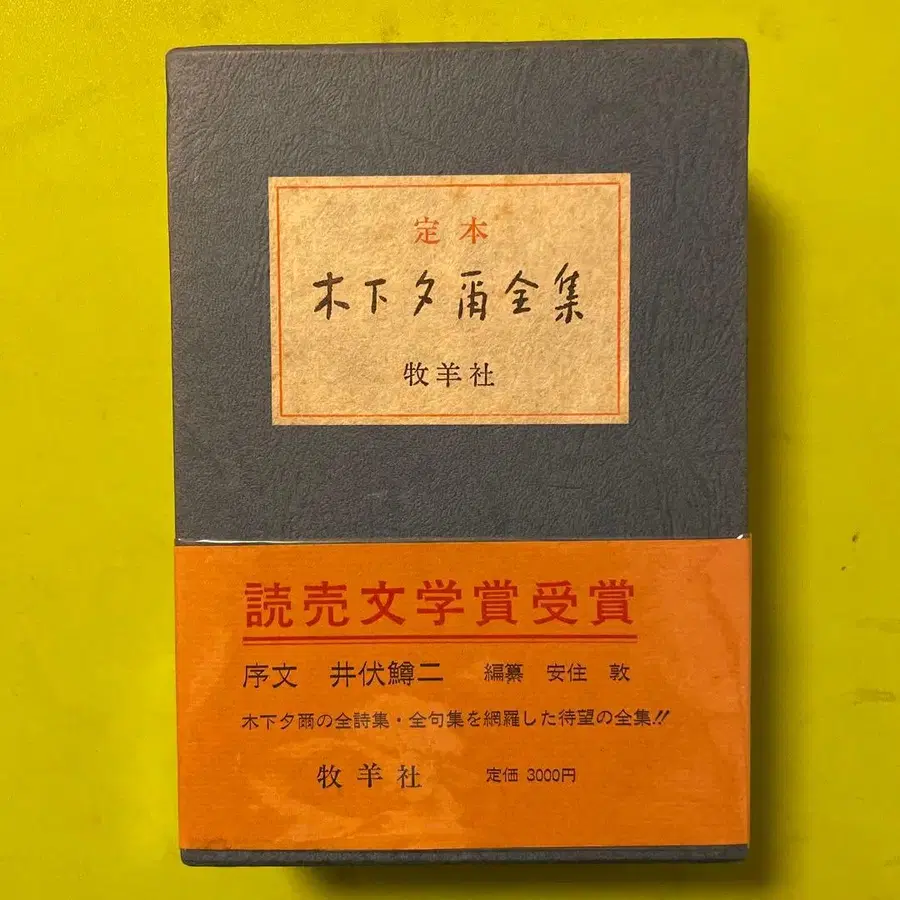 定本
木下夕爾全集
牧羊社
読売文学賞受賞
序文 井伏鱒二 編纂 安住 敦
木下夕爾の全詩集・全句集を網羅した待望の全集!!
牧羊社 定価 3000円